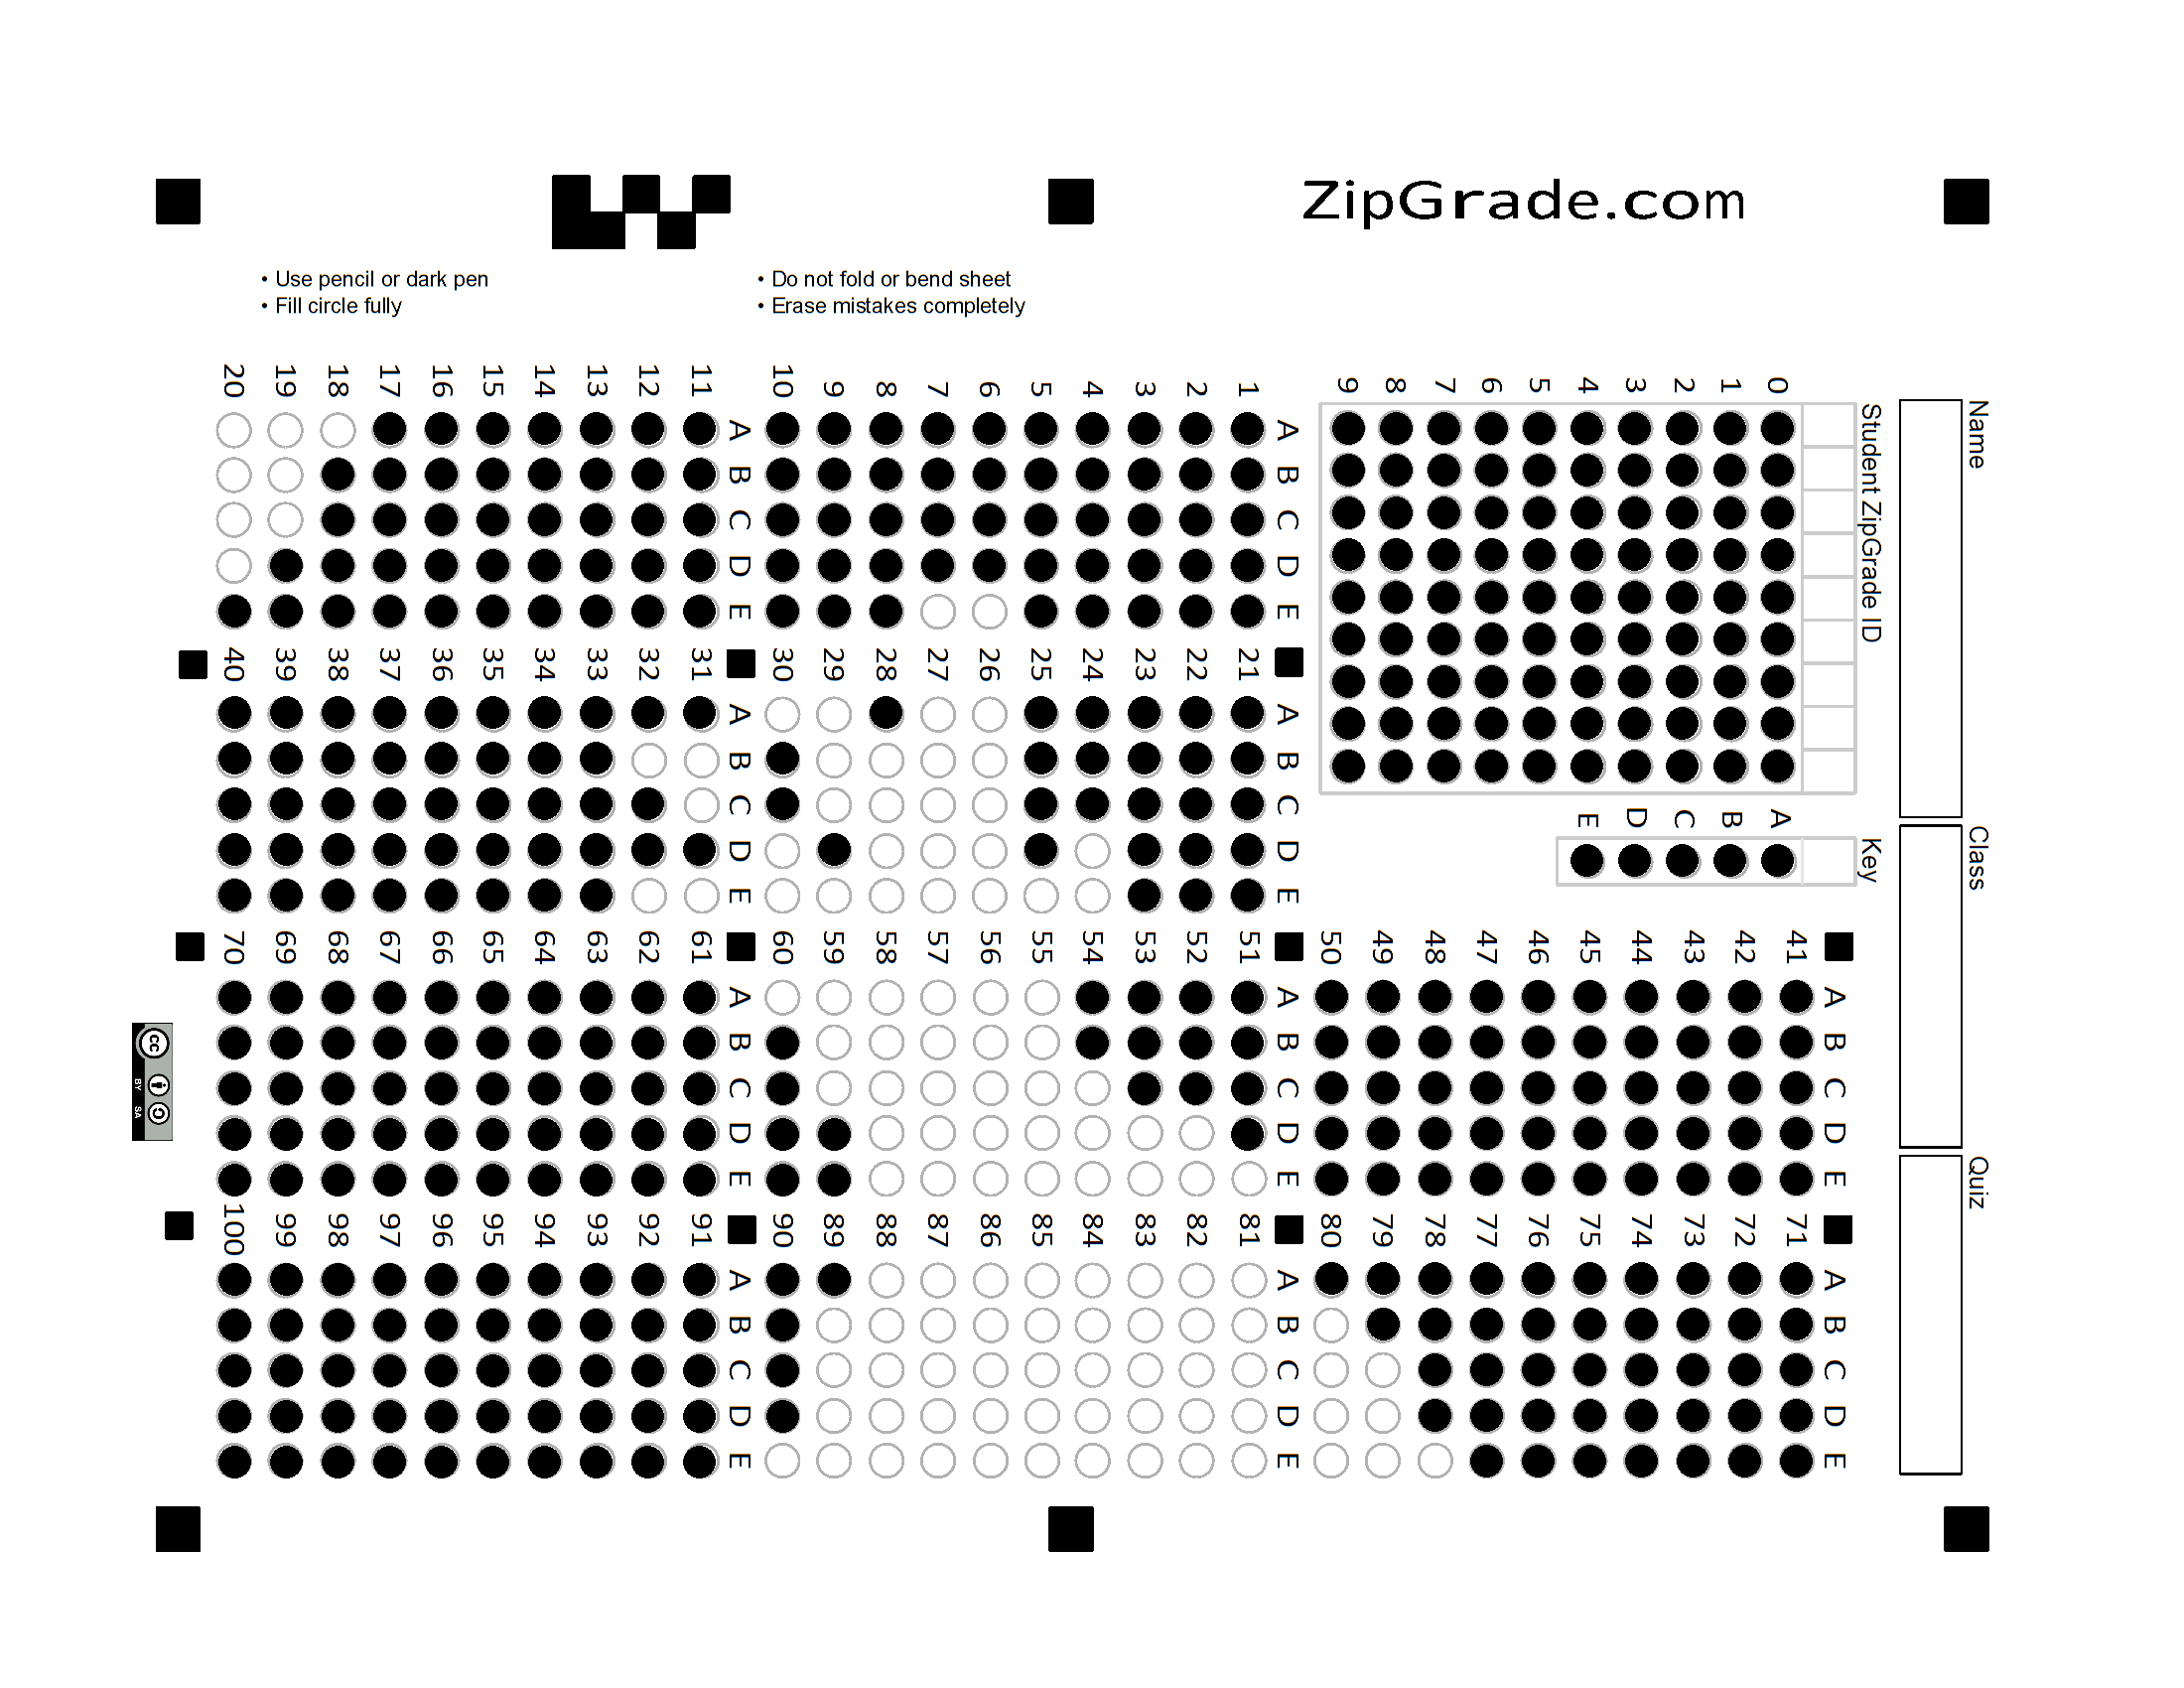 ZipGrade.com
• Use pencil or dark pen
• Fill circle fully
• Do not fold or bend sheet
• Erase mistakes completely
Name
Class
Quiz
Student ZipGrade ID
0 1 2 3 4 5 6 7 8 9
Key
A B C D E
1 2 3 4 5 6 7 8 9 10
A B C D E
11 12 13 14 15 16 17 18 19 20
A B C D E
21 22 23 24 25 26 27 28 29 30
A B C D E
31 32 33 34 35 36 37 38 39 40
A B C D E
41 42 43 44 45 46 47 48 49 50
A B C D E
51 52 53 54 55 56 57 58 59 60
A B C D E
61 62 63 64 65 66 67 68 69 70
A B C D E
71 72 73 74 75 76 77 78 79 80
A B C D E
81 82 83 84 85 86 87 88 89 90
A B C D E
91 92 93 94 95 96 97 98 99 100
A B C D E
cc
BY SA